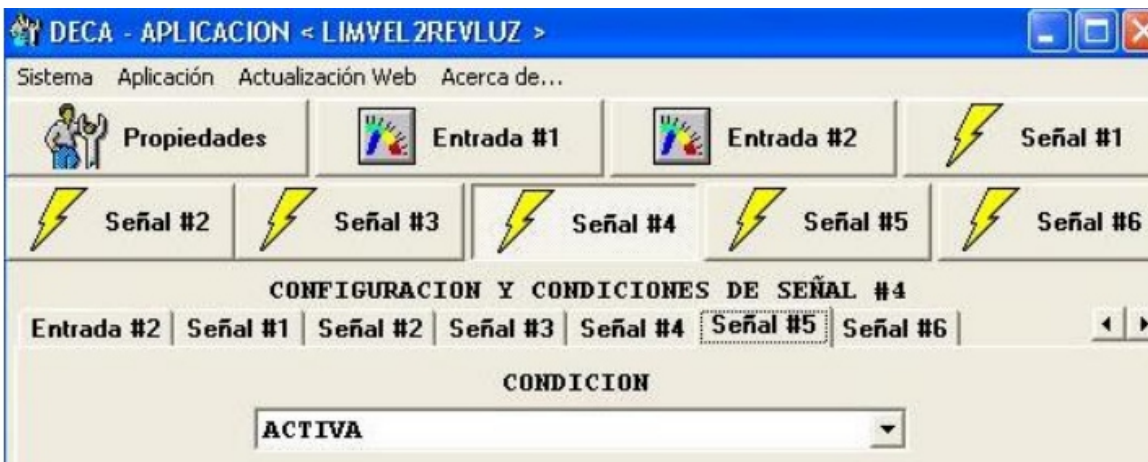 DECA - APLICACION < LIMVEL2REVLUZ >
Sistema Aplicación Actualización Web Acerca de...
Propiedades Entrada #1 Entrada #2 Señal #1
Señal #2 Señal #3 Señal #4 Señal #5 Señal #6
CONFIGURACION Y CONDICIONES DE SEÑAL #4
Entrada #2 Señal #1 Señal #2 Señal #3 Señal #4 Señal #5 Señal #6
CONDICION
ACTIVA